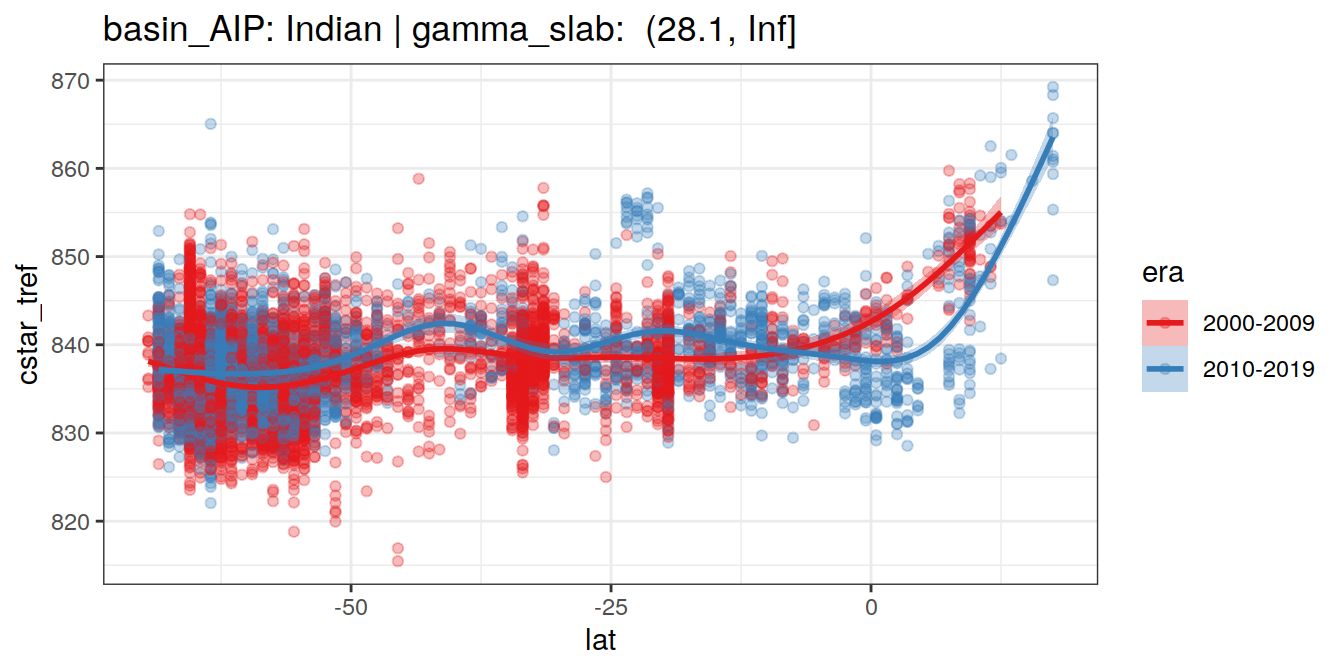 basin_AIP: Indian | gamma_slab:  (28.1, Inf]
870
860
850
840
830
820
cstar_tref
-50
-25
0
lat
era
2000-2009
2010-2019